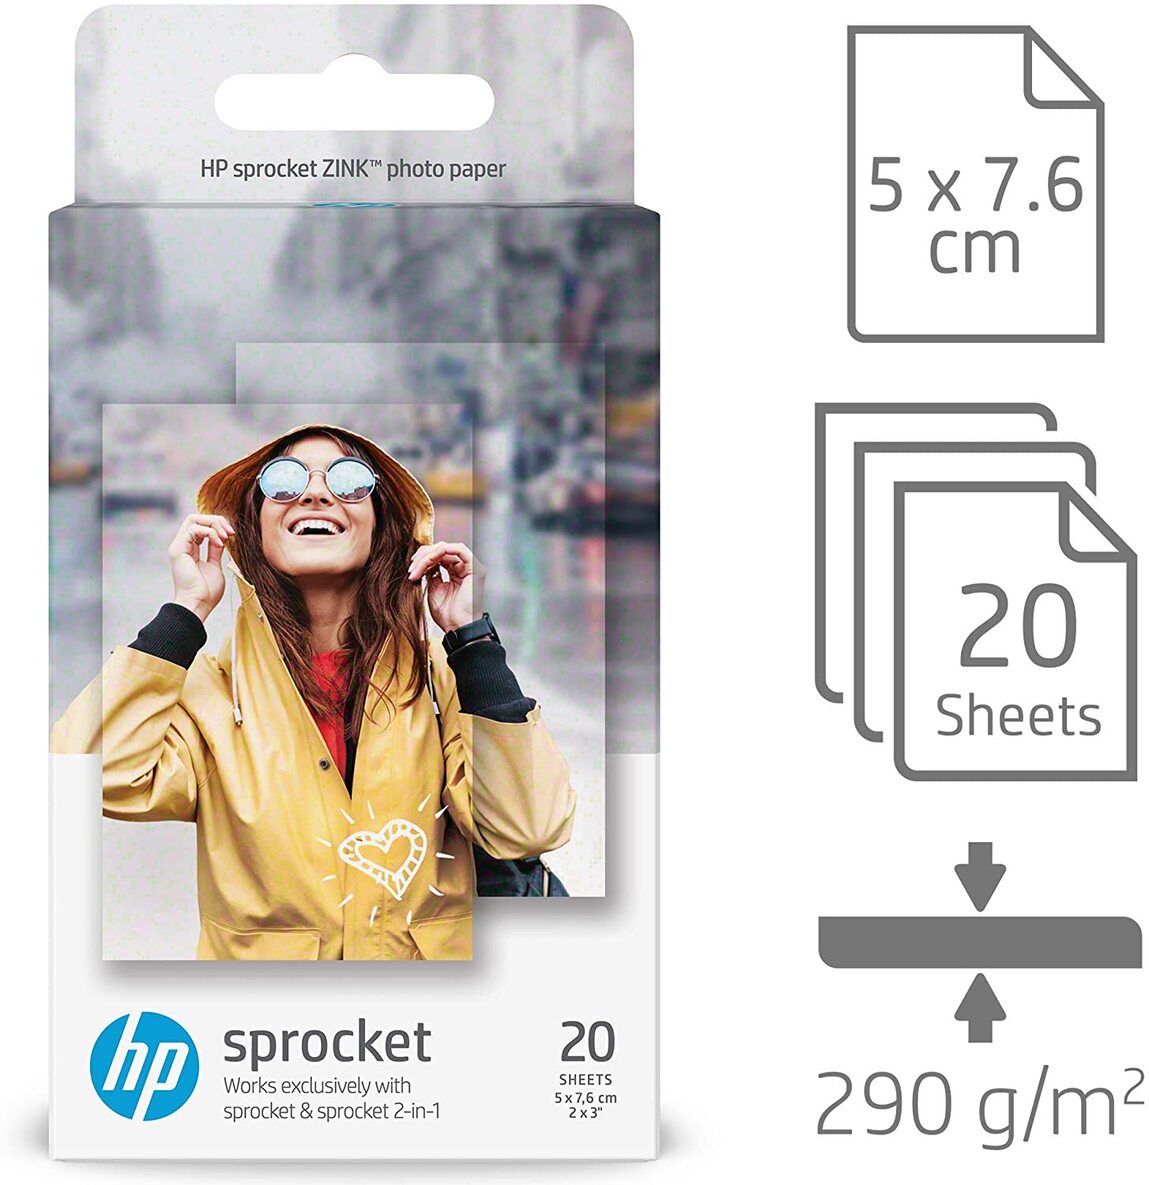 HP sprocket ZINK™ photo paper
hp
sprocket
Works exclusively with
sprocket & sprocket 2-in-1
20
SHEETS
5 x 7,6 cm
2 x 3"
5 x 7.6
cm
20
Sheets
290 g/m²